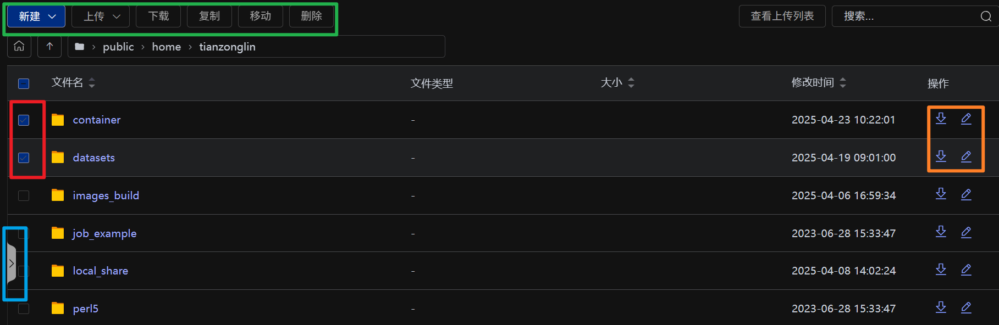 新建 上传 下载 复制 移动 删除 查看上传列表 搜索...
public › home › tianzonglin
文件名 文件类型 大小 修改时间 操作
container - 2025-04-23 10:22:01
datasets - 2025-04-19 09:01:00
images_build - 2025-04-06 16:59:34
job_example - 2023-06-28 15:33:47
local_share - 2025-04-08 14:02:24
perl5 - 2023-06-28 15:33:47